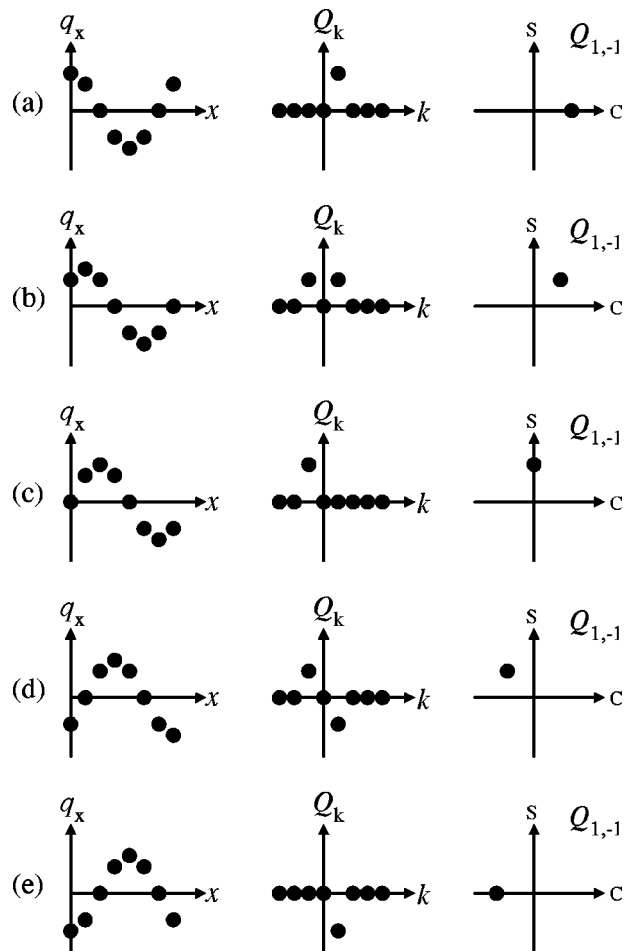 q_x Q_k S Q_{1,-1}
(a) x k C
q_x Q_k S Q_{1,-1}
(b) x k C
q_x Q_k S Q_{1,-1}
(c) x k C
q_x Q_k S Q_{1,-1}
(d) x k C
q_x Q_k S Q_{1,-1}
(e) x k C